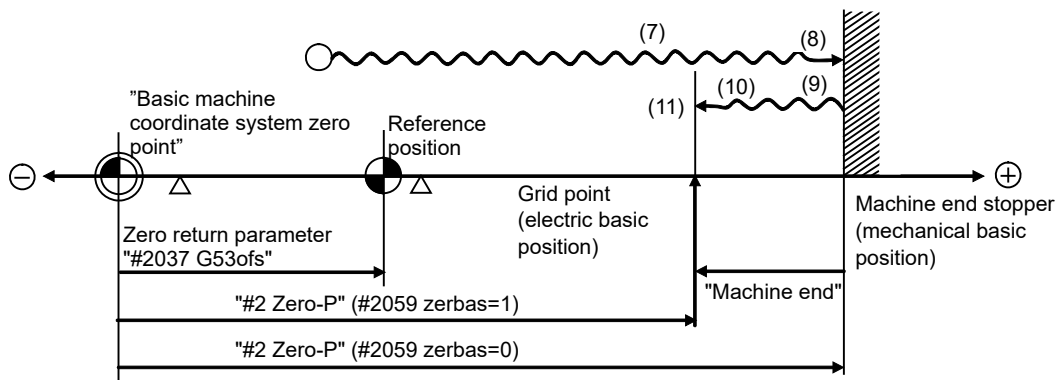 (7)
(8)
(9)
(10)
(11)
”Basic machine
coordinate system zero
point”
Reference
position
−
+
Grid point
(electric basic
position)
Machine end stopper
(mechanical basic
position)
Zero return parameter
"#2037 G53ofs"
"Machine end"
"#2 Zero-P" (#2059 zerbas=1)
"#2 Zero-P" (#2059 zerbas=0)